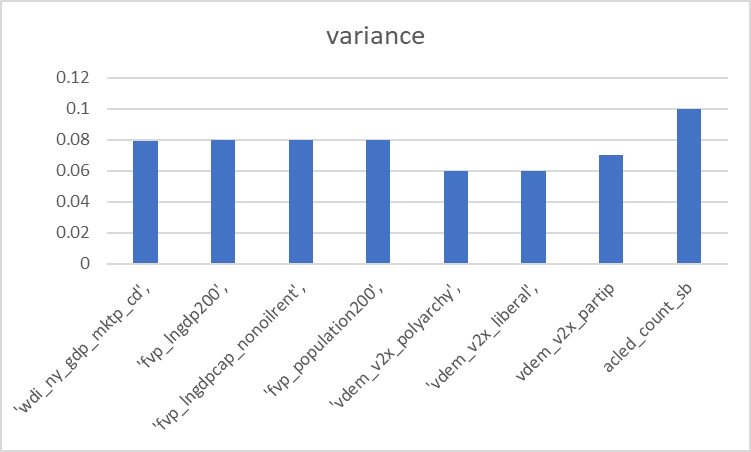 variance
0.12
0.1
0.08
0.06
0.04
0.02
0
'wdi_ny_gdp_mktp_cd',
'fvp_lngdp200',
'fvp_lngdpcap_nonoilrent',
'fvp_population200',
'vdem_v2x_polyarchy',
'vdem_v2x_liberal',
vdem_v2x_partip
acled_count_sb